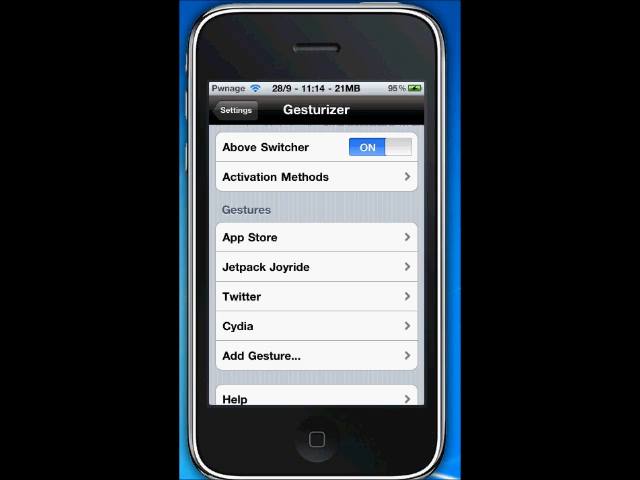 Pwnage 28/9 - 11:14 - 21MB 95%
Settings Gesturizer
Above Switcher ON
Activation Methods
Gestures
App Store
Jetpack Joyride
Twitter
Cydia
Add Gesture...
Help